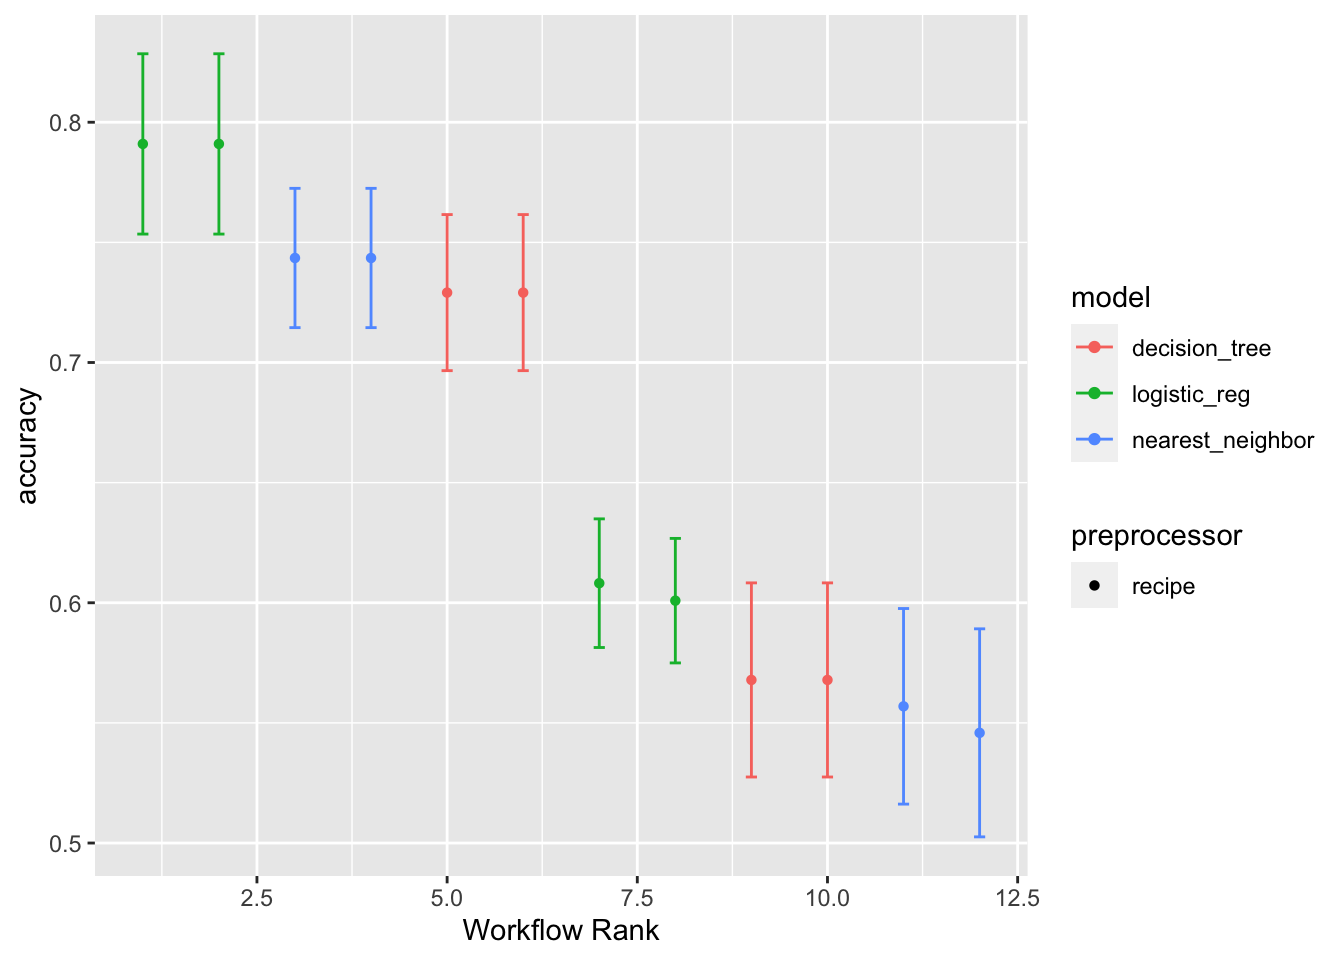 accuracy
0.8
0.7
0.6
0.5
2.5
5.0
7.5
10.0
12.5
Workflow Rank
model
decision_tree
logistic_reg
nearest_neighbor
preprocessor
recipe